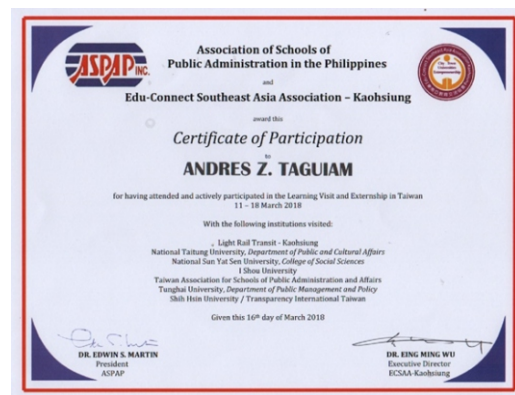 ASPAP INC.
Association of Schools of
Public Administration in the Philippines
and
Edu-Connect Southeast Asia Association – Kaohsiung
award this
Certificate of Participation
to
ANDRES Z. TAGUIAM
for having attended and actively participated in the Learning Visit and Externship in Taiwan
11 – 18 March 2018
With the following institutions visited:
Light Rail Transit - Kaohsiung
National Taitung University, Department of Public and Cultural Affairs
National Sun Yat Sen University, College of Social Sciences
I Shou University
Taiwan Association for Schools of Public Administration and Affairs
Tunghai University, Department of Public Management and Policy
Shih Hsin University / Transparency International Taiwan
Given this 16th day of March 2018
DR. EDWIN S. MARTIN
President
ASPAP
DR. EING MING WU
Executive Director
ECSAA-Kaohsiung